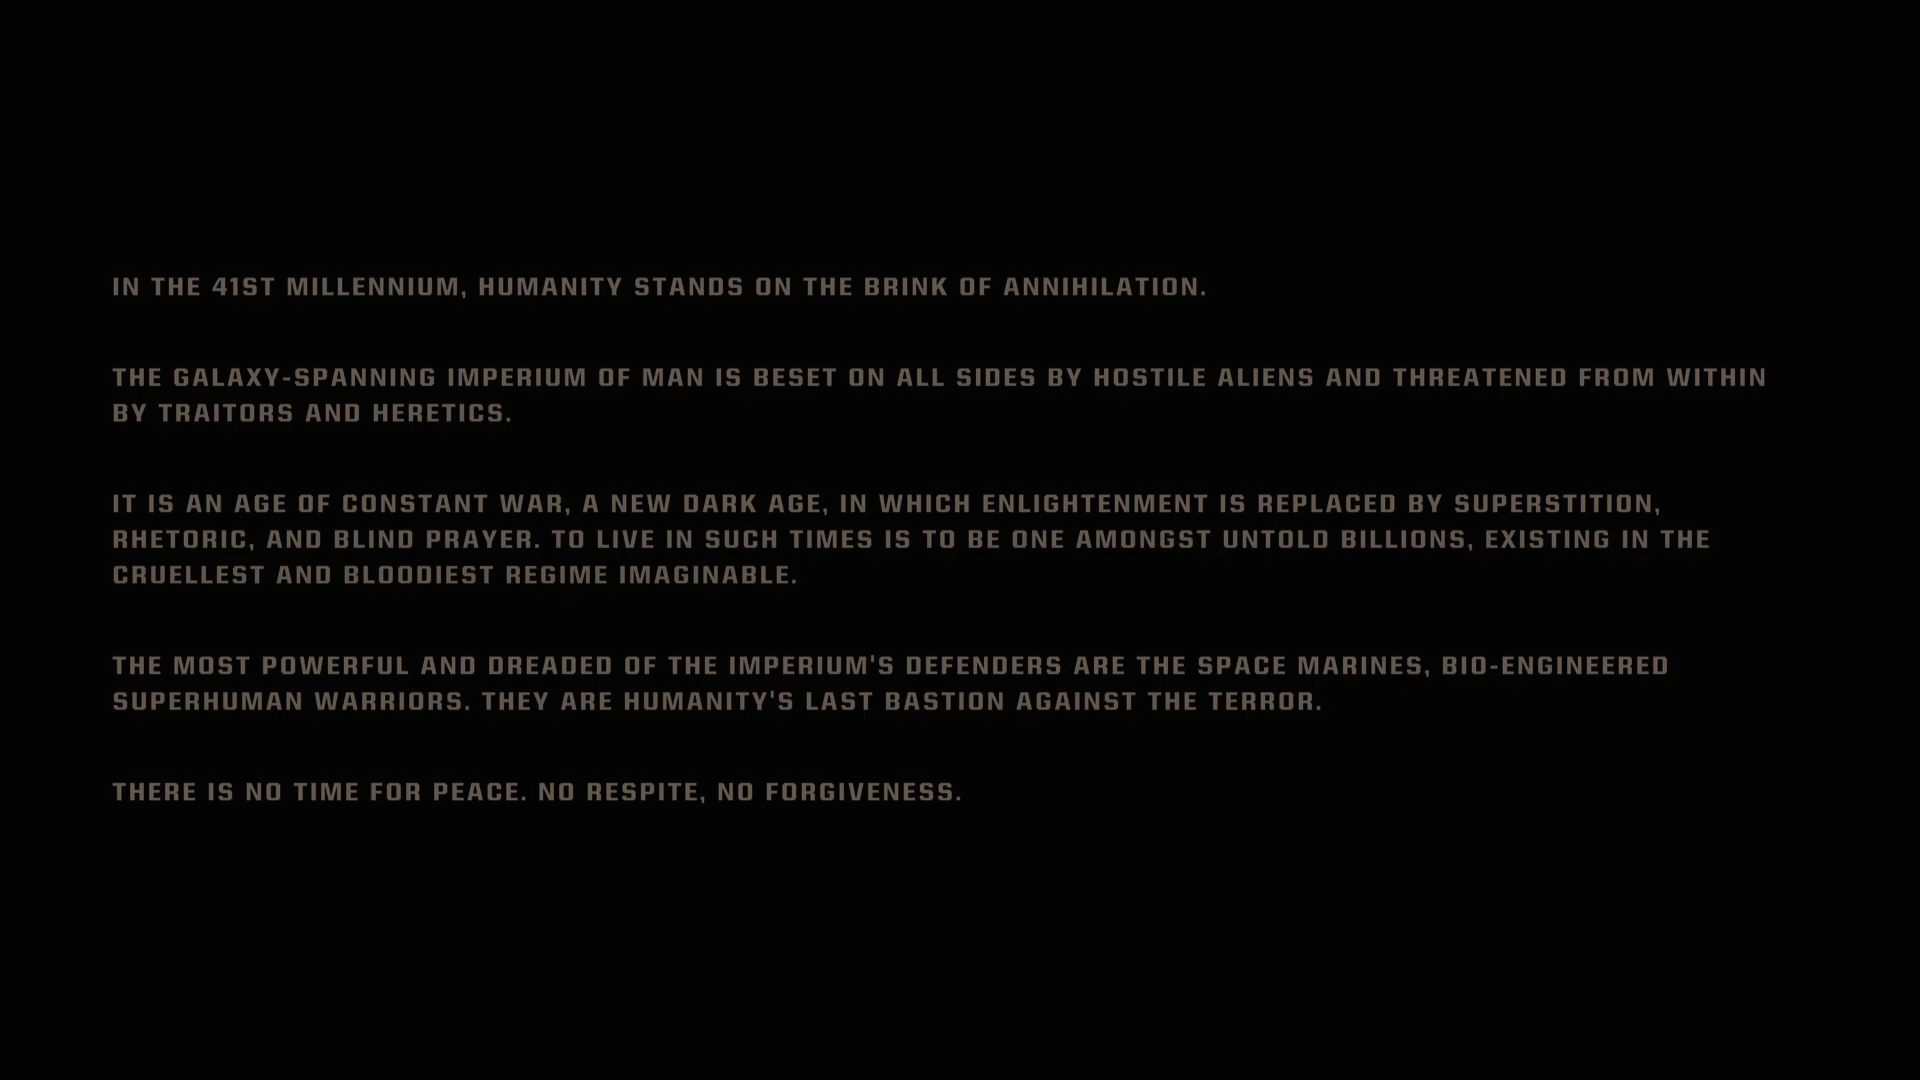 IN THE 41ST MILLENNIUM, HUMANITY STANDS ON THE BRINK OF ANNIHILATION.
THE GALAXY-SPANNING IMPERIUM OF MAN IS BESET ON ALL SIDES BY HOSTILE ALIENS AND THREATENED FROM WITHIN
BY TRAITORS AND HERETICS.
IT IS AN AGE OF CONSTANT WAR, A NEW DARK AGE, IN WHICH ENLIGHTENMENT IS REPLACED BY SUPERSTITION,
RHETORIC, AND BLIND PRAYER. TO LIVE IN SUCH TIMES IS TO BE ONE AMONGST UNTOLD BILLIONS, EXISTING IN THE
CRUELLEST AND BLOODIEST REGIME IMAGINABLE.
THE MOST POWERFUL AND DREADED OF THE IMPERIUM'S DEFENDERS ARE THE SPACE MARINES, BIO-ENGINEERED
SUPERHUMAN WARRIORS. THEY ARE HUMANITY'S LAST BASTION AGAINST THE TERROR.
THERE IS NO TIME FOR PEACE. NO RESPITE, NO FORGIVENESS.